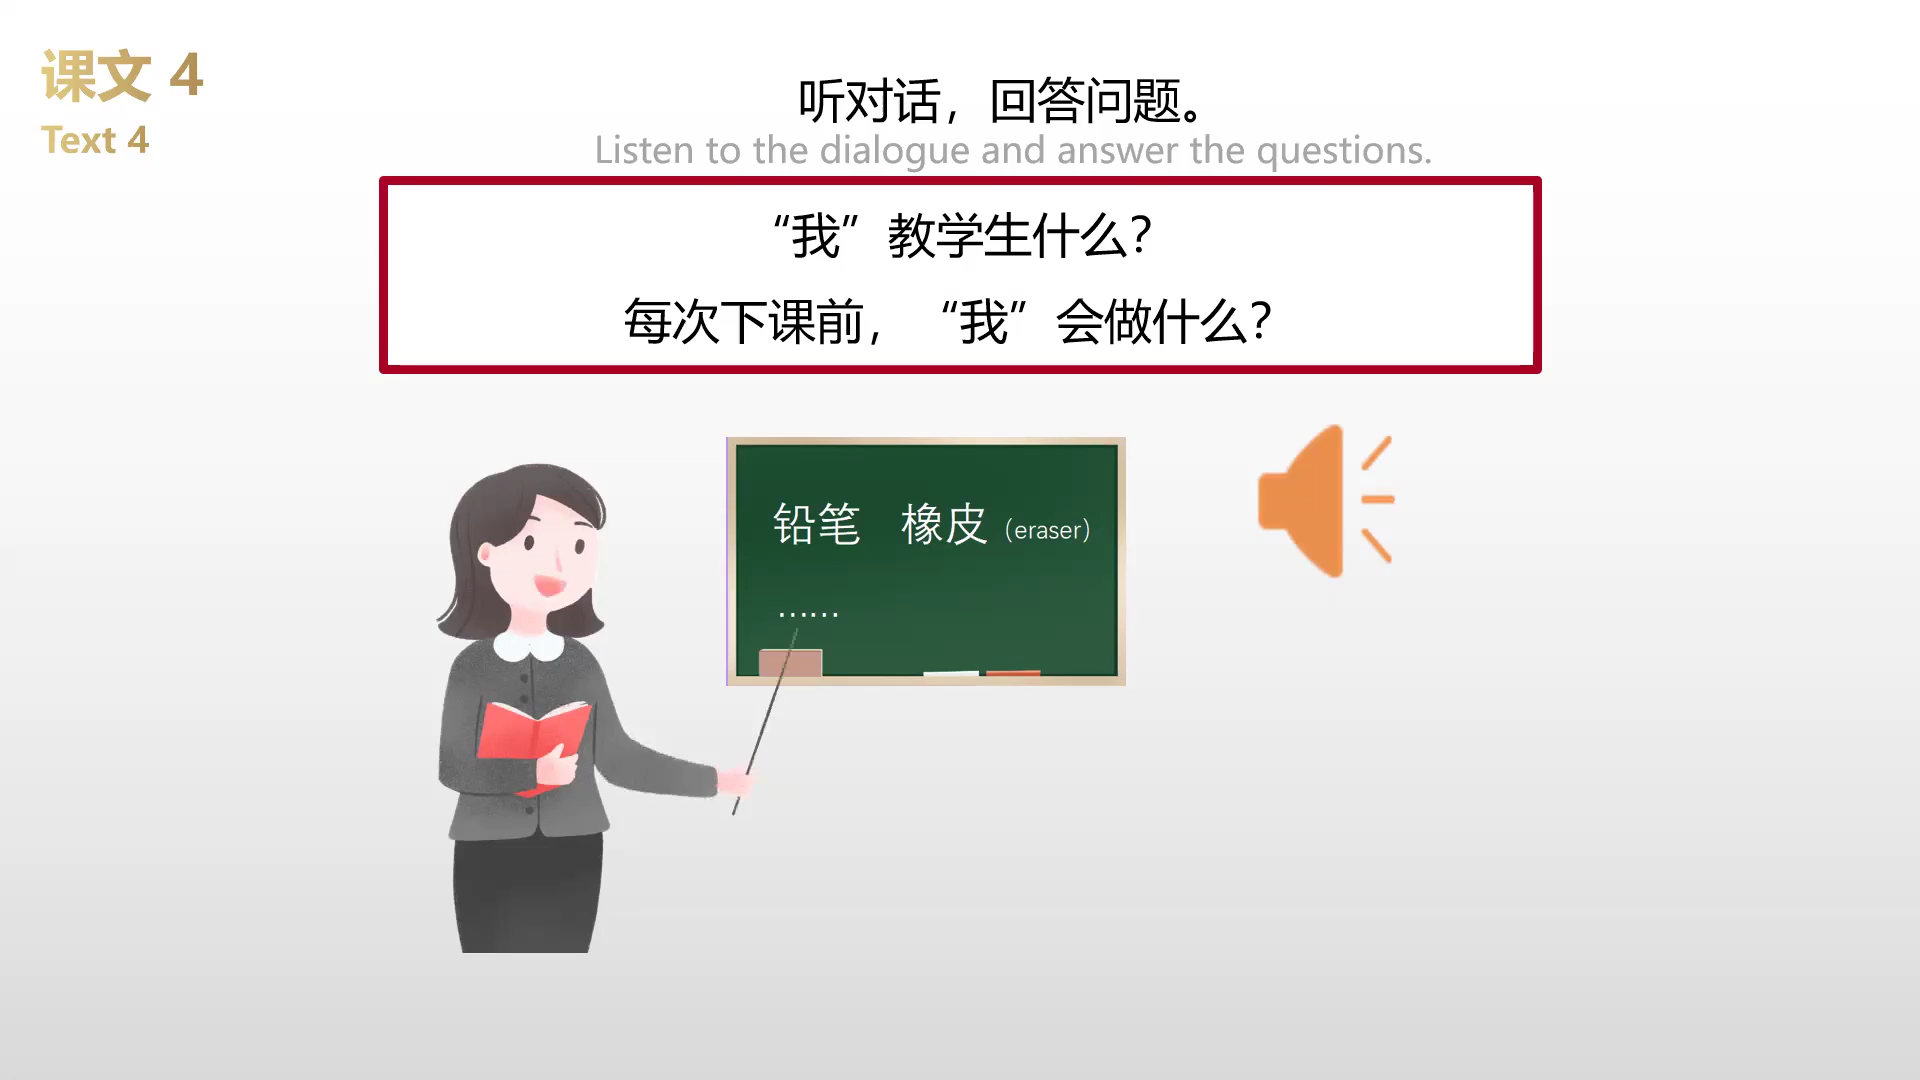 课文 4
Text 4
听对话，回答问题。
Listen to the dialogue and answer the questions.
“我”教学生什么？
每次下课前，“我”会做什么？
铅笔 橡皮（eraser）
……